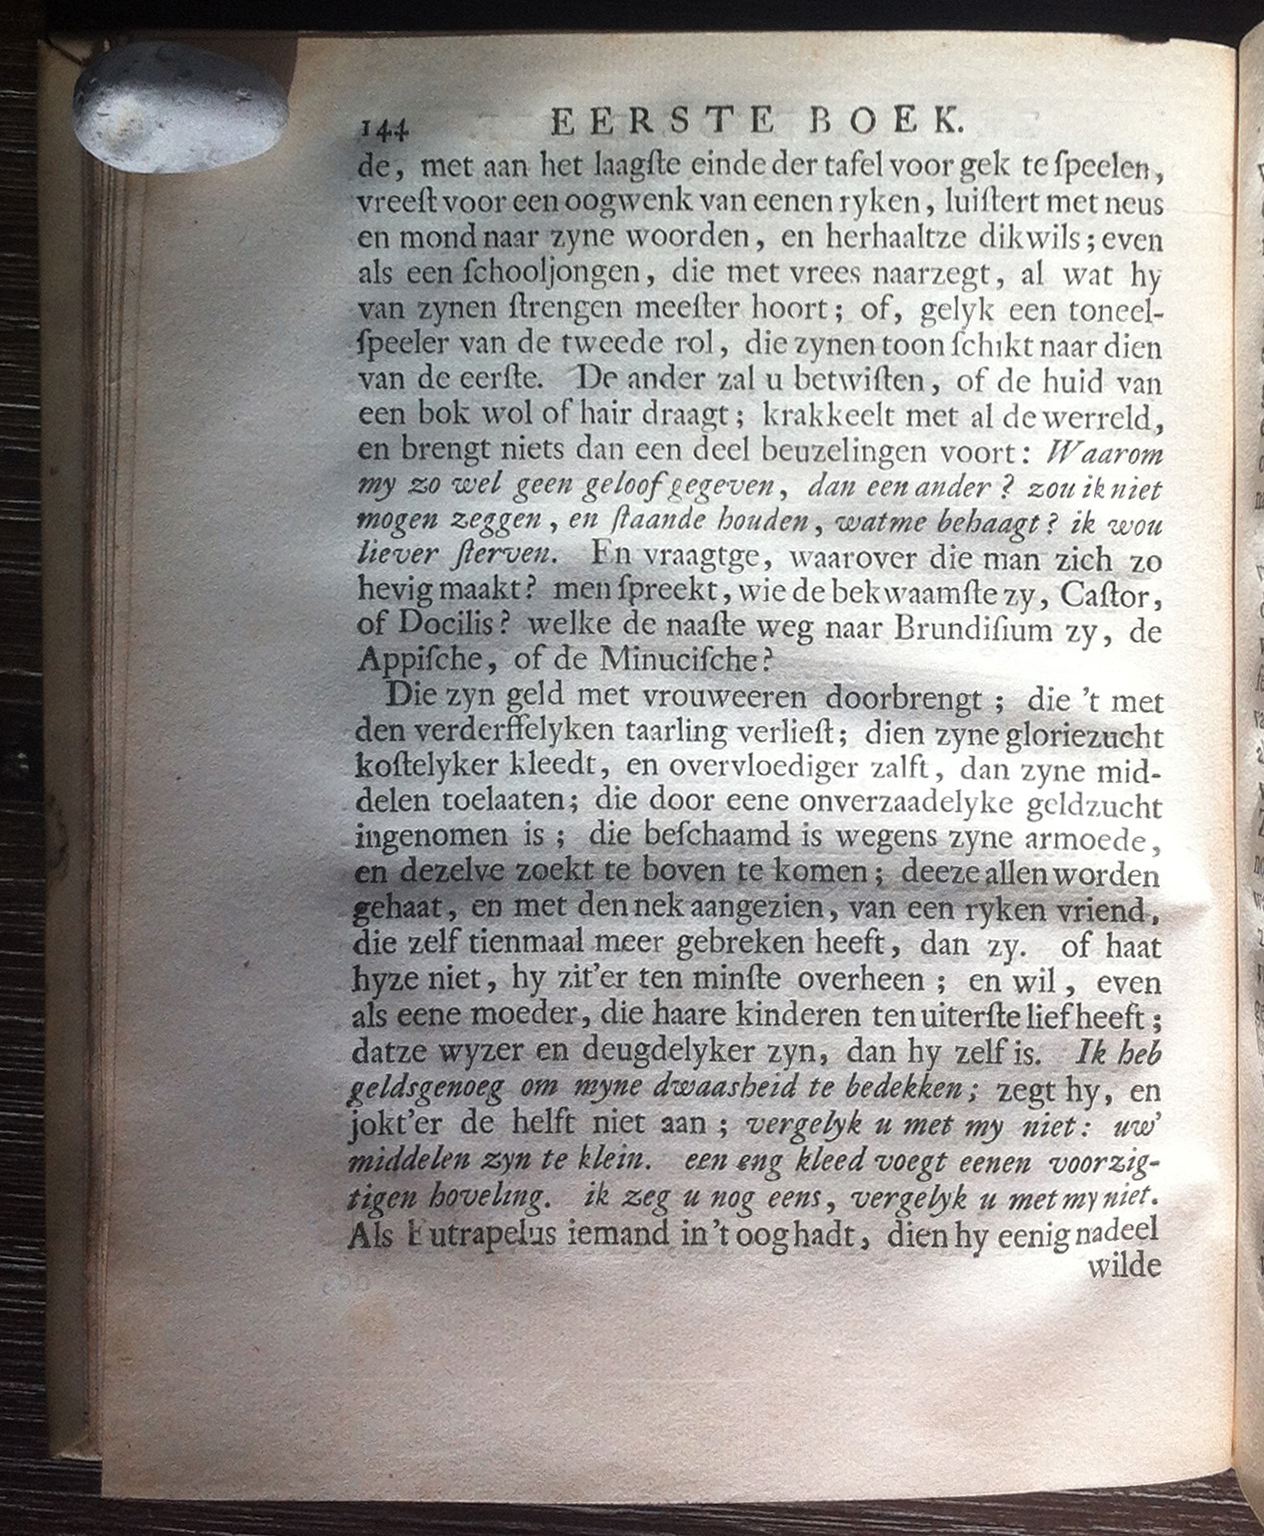 144 EERSTE BOEK.
de, met aan het laagſte einde der tafel voor gek te ſpeelen,
vreeſt voor een oogwenk van eenen ryken, luiſtert met neus
en mond naar zyne woorden, en herhaaltze dikwils; even
als een ſchooljongen, die met vrees naarzegt, al wat hy
van zynen ſtrengen meeſter hoort; of, gelyk een toneel-
ſpeeler van de tweede rol, die zynen toon ſchikt naar dien
van de eerſte. De ander zal u betwiſten, of de huid van
een bok wol of hair draagt; krakkeelt met al de werreld,
en brengt niets dan een deel beuzelingen voort: Waarom
my zo wel geen geloof gegeven, dan een ander? zou ik niet
mogen zeggen, en ſtaande houden, watme behaagt? ik wou
liever ſterven. En vraagtge, waarover die man zich zo
hevig maakt? men ſpreekt, wie de bekwaamſte zy, Caſtor,
of Docilis? welke de naaſte weg naar Brundiſium zy, de
Appiſche, of de Minuciſche?
Die zyn geld met vrouweeren doorbrengt; die 't met
den verderffelyken taarling verlieſt; dien zyne gloriezucht
koſtelyker kleedt, en overvloediger zalft, dan zyne mid-
delen toelaaten; die door eene onverzaadelyke geldzucht
ingenomen is; die beſchaamd is wegens zyne armoede,
en dezelve zoekt te boven te komen; deeze allen worden
gehaat, en met den nek aangezien, van een ryken vriend,
die zelf tienmaal meer gebreken heeft, dan zy. of haat
hyze niet, hy zit'er ten minſte overheen; en wil, even
als eene moeder, die haare kinderen ten uiterſte lief heeft;
datze wyzer en deugdelyker zyn, dan hy zelf is. Ik heb
geldsgenoeg om myne dwaasheid te bedekken; zegt hy, en
jokt'er de helft niet aan; vergelyk u met my niet: uw'
middelen zyn te klein. een eng kleed voegt eenen voorzig-
tigen hoveling. ik zeg u nog eens, vergelyk u met my niet.
Als Eutrapelus iemand in 't oog hadt, dien hy eenig nadeel
wilde